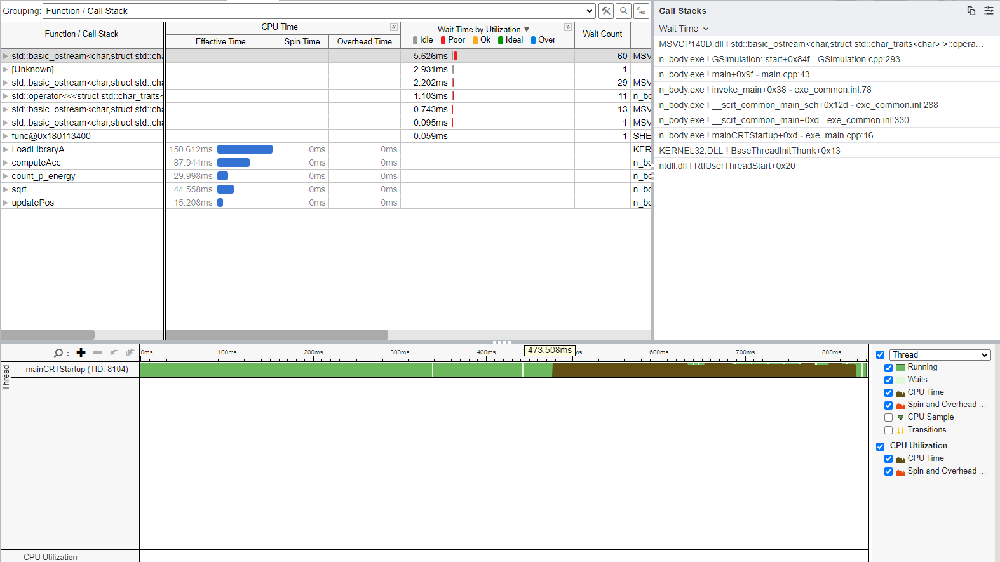 Grouping: Function / Call Stack
Function / Call Stack
CPU Time «
Effective Time Spin Time Overhead Time
Wait Time by Utilization ▼ »
Idle Poor Ok Ideal Over
Wait Count
std::basic_ostream<char,struct std::cha 5.626ms 60 MSV
[Unknown] 2.931ms 1
std::basic_ostream<char,struct std::cha 2.202ms 29 MSV
std::operator<<<struct std::char_traits< 1.103ms 11 n_bo
std::basic_ostream<char,struct std::cha 0.743ms 13 MSV
std::basic_ostream<char,struct std::cha 0.095ms 1 MSV
func@0x180113400 0.059ms 1 SHE
LoadLibraryA 150.612ms 0ms 0ms KER
computeAcc 87.944ms 0ms 0ms n_bo
count_p_energy 29.998ms 0ms 0ms n_bo
sqrt 44.558ms 0ms 0ms n_bo
updatePos 15.208ms 0ms 0ms n_bo
Call Stacks
Wait Time
MSVCP140D.dll ! std::basic_ostream<char,struct std::char_traits<char> >::opera…
n_body.exe ! GSimulation::start+0x84f - GSimulation.cpp:293
n_body.exe ! main+0x9f - main.cpp:43
n_body.exe ! invoke_main+0x38 - exe_common.inl:78
n_body.exe ! __scrt_common_main_seh+0x12d - exe_common.inl:288
n_body.exe ! __scrt_common_main+0xd - exe_common.inl:330
n_body.exe ! mainCRTStartup+0xd - exe_main.cpp:16
KERNEL32.DLL ! BaseThreadInitThunk+0x13
ntdll.dll ! RtlUserThreadStart+0x20
0ms 100ms 200ms 300ms 400ms 473.508ms 600ms 700ms 800ms
Thread
mainCRTStartup (TID: 8104)
CPU Utilization
Thread
Running
Waits
CPU Time
Spin and Overhead …
CPU Sample
Transitions
CPU Utilization
CPU Time
Spin and Overhead …